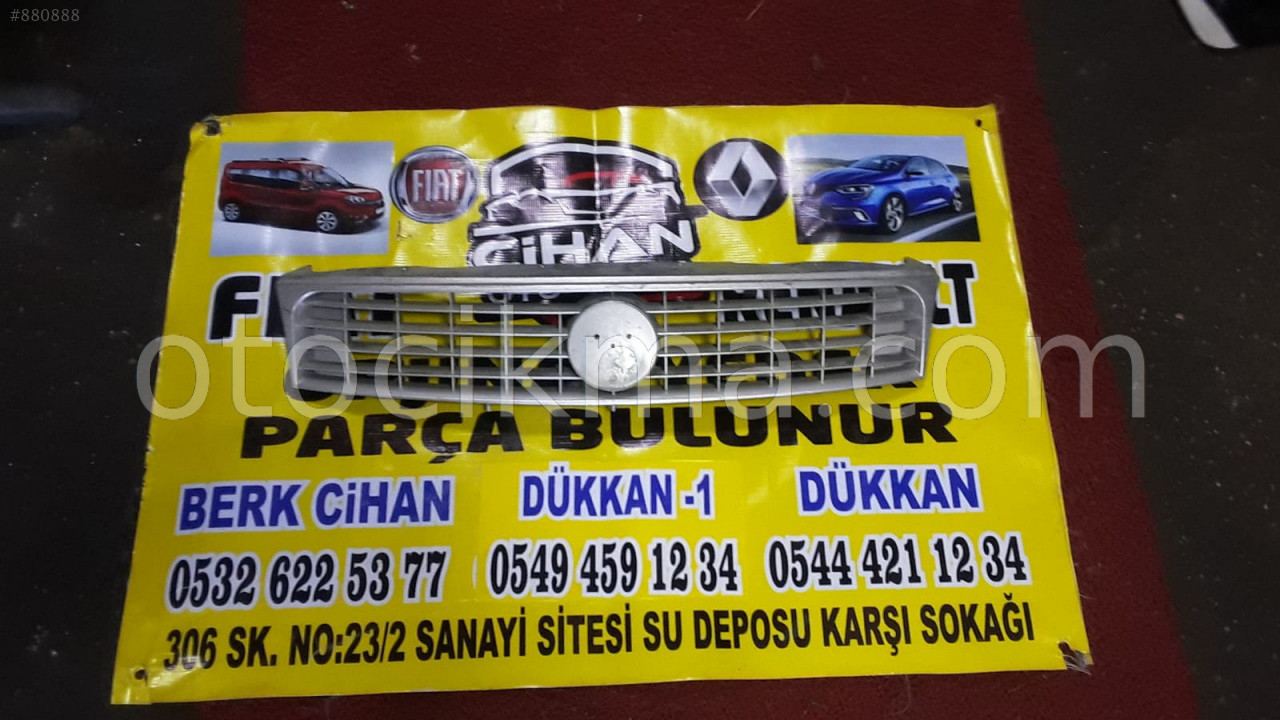 #880888
FIAT
CiHAN
OTO
otocikma.com
PARÇA BULUNUR
BERK CiHAN
DÜKKAN -1
DÜKKAN
0532 622 53 77
0549 459 12 34
0544 421 12 34
306 SK. NO:23/2 SANAYİ SİTESİ SU DEPOSU KARŞI SOKAĞI